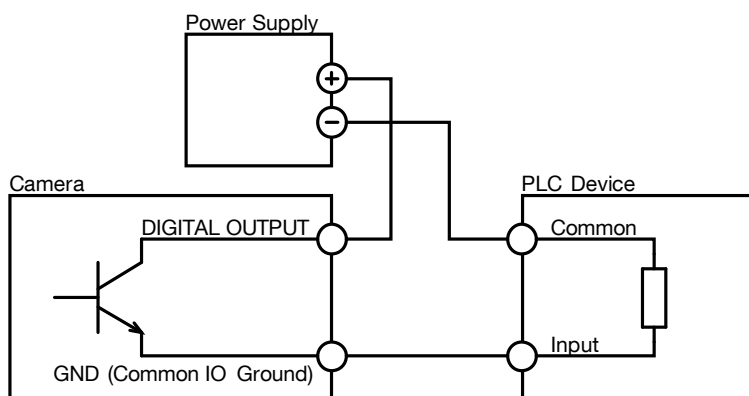 Power Supply
+
−
Camera
PLC Device
DIGITAL OUTPUT
Common
Input
GND (Common IO Ground)